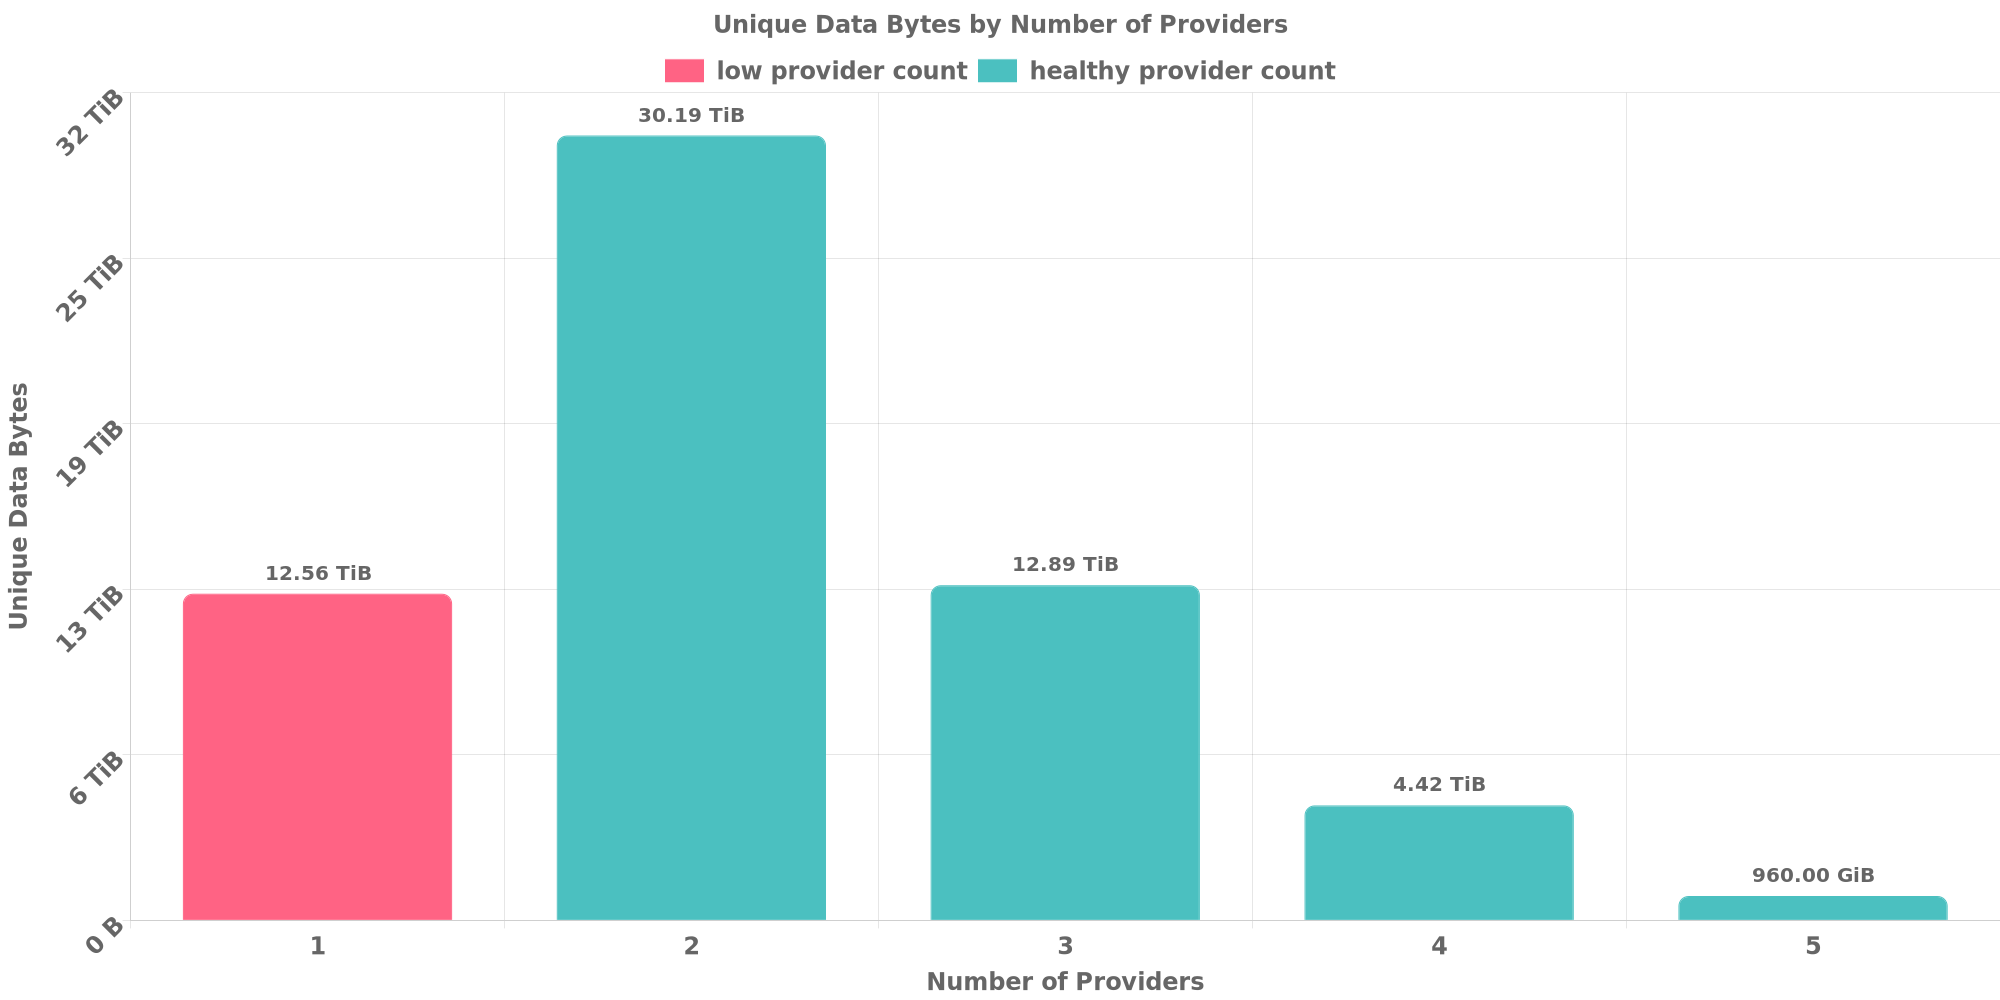 Unique Data Bytes by Number of Providers
low provider count healthy provider count
32 TiB
25 TiB
19 TiB
13 TiB
6 TiB
0 B
Unique Data Bytes
12.56 TiB
30.19 TiB
12.89 TiB
4.42 TiB
960.00 GiB
1 2 3 4 5
Number of Providers